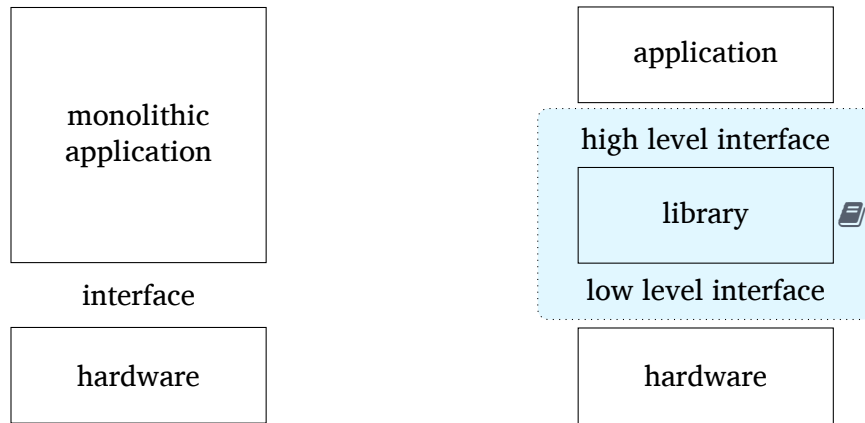 monolithic
application
interface
hardware
application
high level interface
library
low level interface
hardware